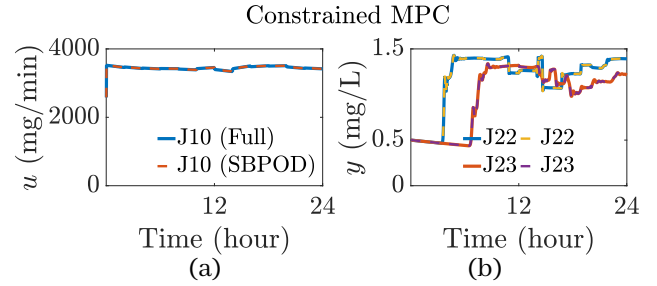 Constrained MPC
4000
2000
0
u (mg/min)
J10 (Full)
J10 (SBPOD)
12
24
Time (hour)
(a)
1.5
0.5
0
y (mg/L)
J22 J22
J23 J23
12
24
Time (hour)
(b)